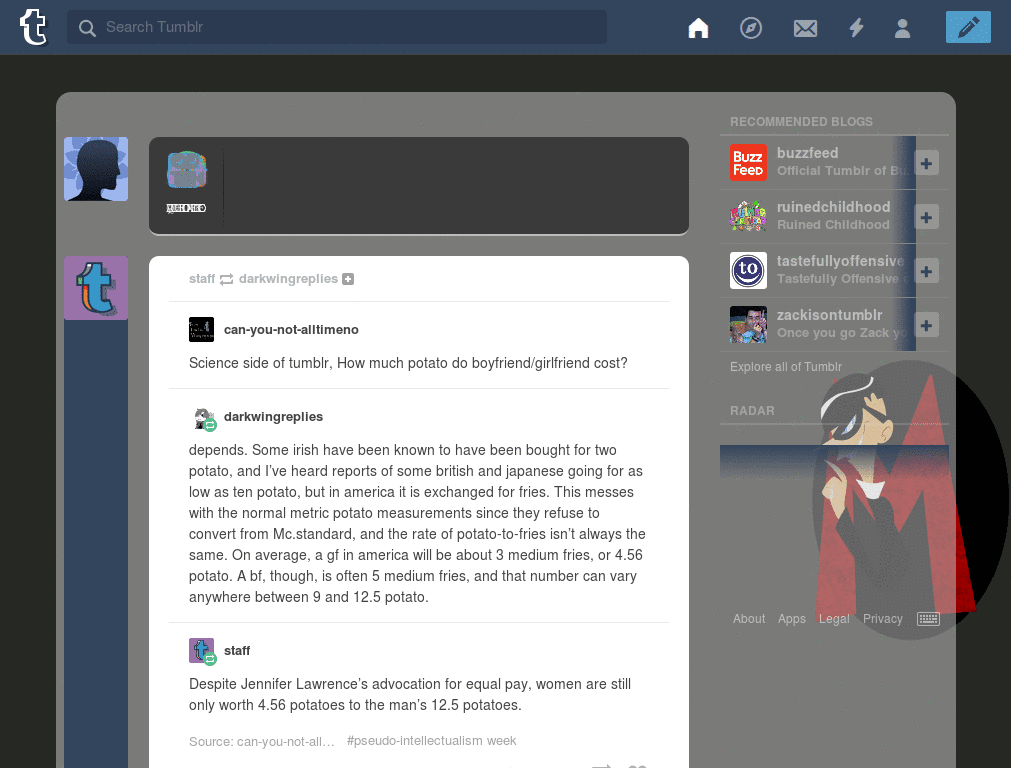 Search Tumblr
RECOMMENDED BLOGS
buzzfeed
Official Tumblr of Bu
ruinedchildhood
Ruined Childhood
tastefullyoffensive
Tastefully Offensive
zackisontumblr
Once you go Zack yo
Explore all of Tumblr
RADAR
About Apps Legal Privacy
Buzz
FeeD
to
staff darkwingreplies
can-you-not-alltimeno
Science side of tumblr, How much potato do boyfriend/girlfriend cost?
darkwingreplies
depends. Some irish have been known to have been bought for two
potato, and I've heard reports of some british and japanese going for as
low as ten potato, but in america it is exchanged for fries. This messes
with the normal metric potato measurements since they refuse to
convert from Mc.standard, and the rate of potato-to-fries isn't always the
same. On average, a gf in america will be about 3 medium fries, or 4.56
potato. A bf, though, is often 5 medium fries, and that number can vary
anywhere between 9 and 12.5 potato.
staff
Despite Jennifer Lawrence's advocation for equal pay, women are still
only worth 4.56 potatoes to the man's 12.5 potatoes.
Source: can-you-not-all… #pseudo-intellectualism week